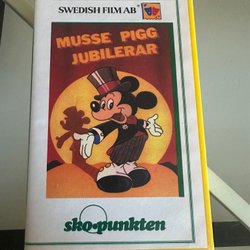 SWEDISH FILM AB
MUSSE PIGG
JUBILERAR
sko•punkten